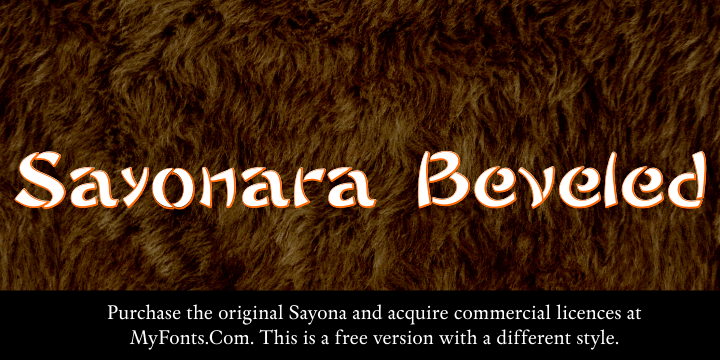 Sayonara Beveled
Purchase the original Sayona and acquire commercial licences at
MyFonts.Com. This is a free version with a different style.